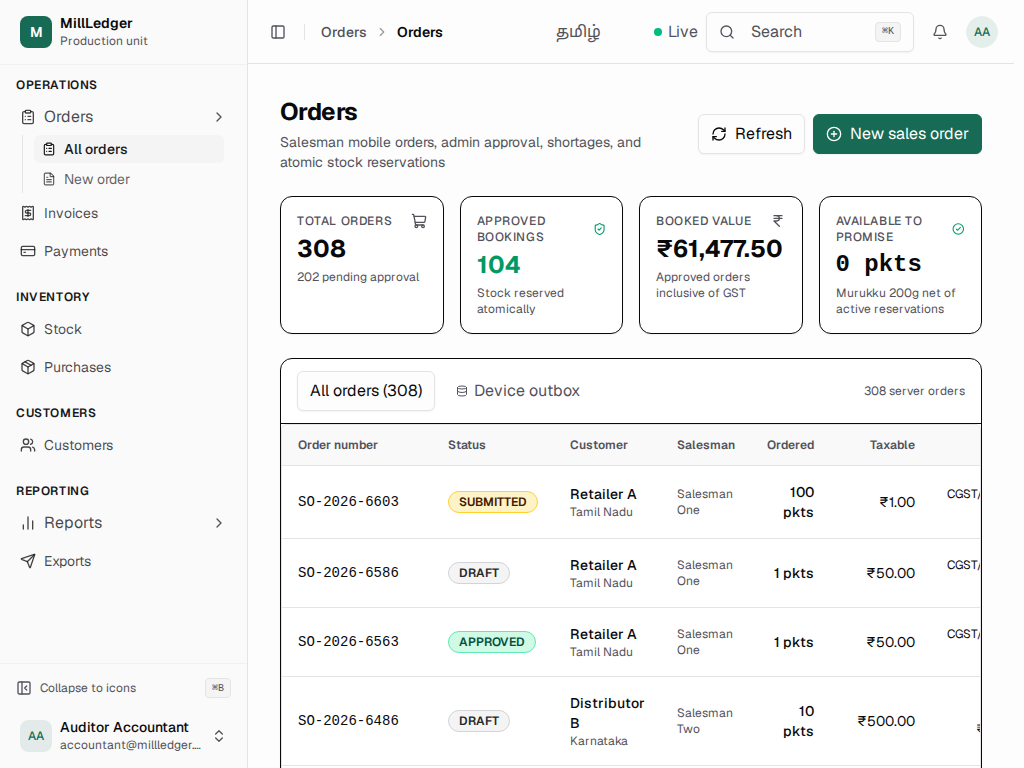 M
MillLedger
Production unit
OPERATIONS
Orders
All orders
New order
Invoices
Payments
INVENTORY
Stock
Purchases
CUSTOMERS
Customers
REPORTING
Reports
Exports
Collapse to icons
⌘B
AA
Auditor Accountant
accountant@millledger....
Orders
Orders
தமிழ்
Live
Search
⌘K
AA
Orders
Salesman mobile orders, admin approval, shortages, and
atomic stock reservations
Refresh
New sales order
TOTAL ORDERS
308
202 pending approval
APPROVED
BOOKINGS
104
Stock reserved
atomically
BOOKED VALUE
₹
₹61,477.50
Approved orders
inclusive of GST
AVAILABLE TO
PROMISE
0 pkts
Murukku 200g net of
active reservations
All orders (308)
Device outbox
308 server orders
Order number Status Customer Salesman Ordered Taxable
SO-2026-6603
SUBMITTED
Retailer A
Tamil Nadu
Salesman
One
100
pkts
₹1.00
CGST/
SO-2026-6586
DRAFT
Retailer A
Tamil Nadu
Salesman
One
1 pkts
₹50.00
CGST/
SO-2026-6563
APPROVED
Retailer A
Tamil Nadu
Salesman
One
1 pkts
₹50.00
CGST/
SO-2026-6486
DRAFT
Distributor
B
Karnataka
Salesman
Two
10
pkts
₹500.00